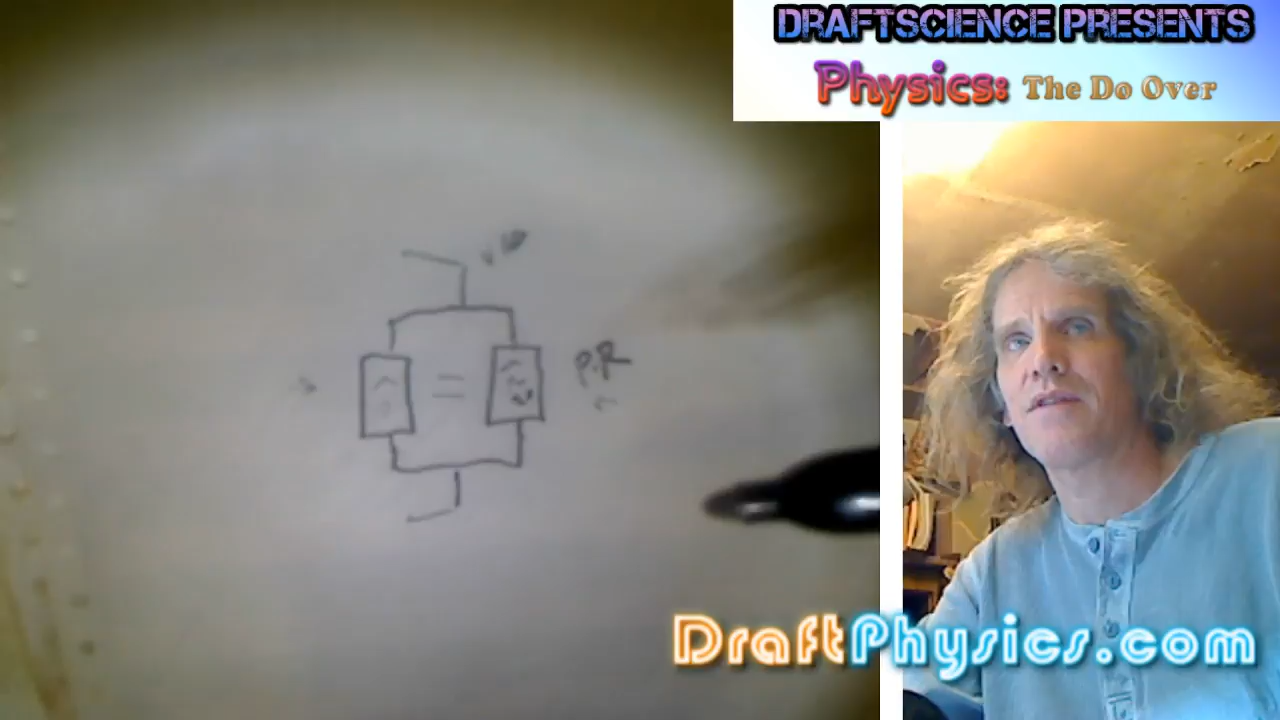 DRAFTSCIENCE PRESENTS
Physics: The Do Over
P.R
DraftPhysics.com